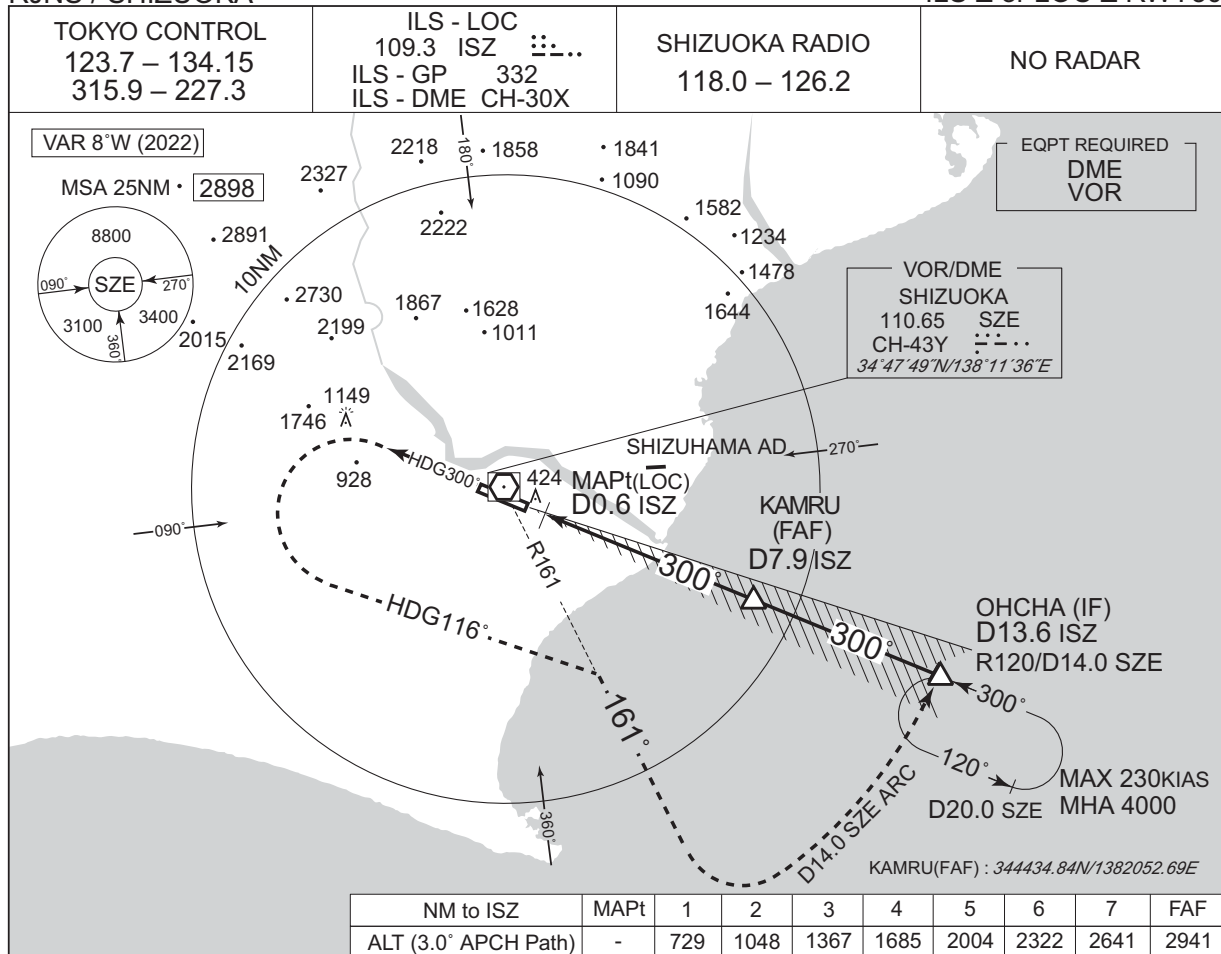 TOKYO CONTROL
123.7 – 134.15
315.9 – 227.3
ILS - LOC
109.3 ISZ
ILS - GP 332
ILS - DME CH-30X
SHIZUOKA RADIO
118.0 – 126.2
NO RADAR
VAR 8°W (2022)
MSA 25NM
2898
8800
090°
SZE
270°
3100
3400
360°
2327
2218
180°
1858
1841
1090
2891
10NM
2222
1582
1234
1478
1644
2730
1867
1628
2199
1011
2015
2169
1149
1746
928
EQPT REQUIRED
DME
VOR
VOR/DME
SHIZUOKA
110.65 SZE
CH-43Y
34°47′49″N/138°11′36″E
SHIZUHAMA AD
270°
HDG300°
424
MAPt(LOC)
D0.6 ISZ
KAMRU
(FAF)
D7.9 ISZ
090°
R161
300°
300°
HDG116°
OHCHA (IF)
D13.6 ISZ
R120/D14.0 SZE
300°
161°
120°
MAX 230KIAS
MHA 4000
D20.0 SZE
D14.0 SZE ARC
360°
KAMRU(FAF) : 344434.84N/1382052.69E
NM to ISZ MAPt 1 2 3 4 5 6 7 FAF
ALT (3.0° APCH Path) - 729 1048 1367 1685 2004 2322 2641 2941